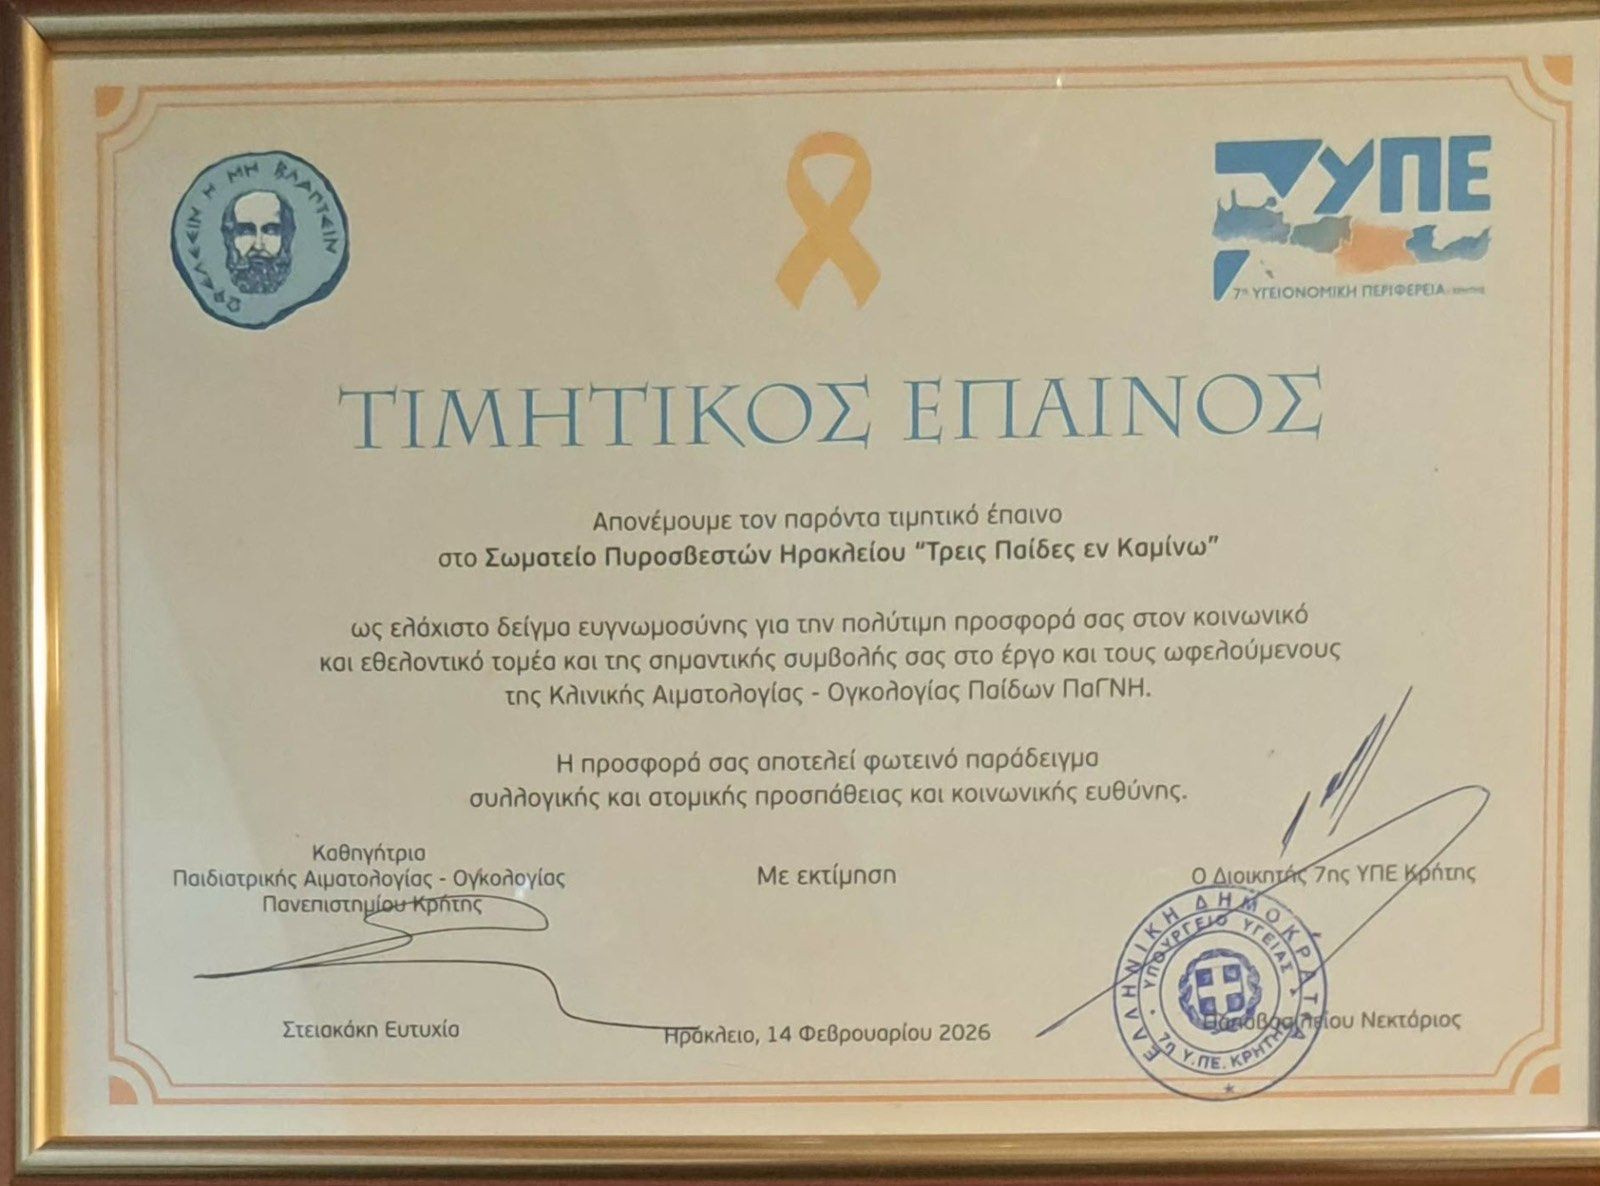 ΩΦΕΛΕΕΙΝ Η ΜΗ ΒΛΑΠΤΕΙΝ
7ΥΠΕ
7η ΥΓΕΙΟΝΟΜΙΚΗ ΠΕΡΙΦΕΡΕΙΑ ΚΡΗΤΗΣ
ΤΙΜΗΤΙΚΟΣ ΕΠΑΙΝΟΣ
Απονέμουμε τον παρόντα τιμητικό έπαινο
στο Σωματείο Πυροσβεστών Ηρακλείου “Τρεις Παίδες εν Καμίνω”
ως ελάχιστο δείγμα ευγνωμοσύνης για την πολύτιμη προσφορά σας στον κοινωνικό
και εθελοντικό τομέα και της σημαντικής συμβολής σας στο έργο και τους ωφελούμενους
της Κλινικής Αιματολογίας - Ογκολογίας Παίδων ΠαΓΝΗ.
Η προσφορά σας αποτελεί φωτεινό παράδειγμα
συλλογικής και ατομικής προσπάθειας και κοινωνικής ευθύνης.
Καθηγήτρια
Παιδιατρικής Αιματολογίας - Ογκολογίας
Πανεπιστημίου Κρήτης
Με εκτίμηση
Ο Διοικητής 7ης ΥΠΕ Κρήτης
ΕΛΛΗΝΙΚΗ ΔΗΜΟΚΡΑΤΙΑ
ΥΠΟΥΡΓΕΙΟ ΥΓΕΙΑΣ
7η Υ.ΠΕ. ΚΡΗΤΗΣ
Στειακάκη Ευτυχία
Ηράκλειο, 14 Φεβρουαρίου 2026
Παπαβασιλείου Νεκτάριος